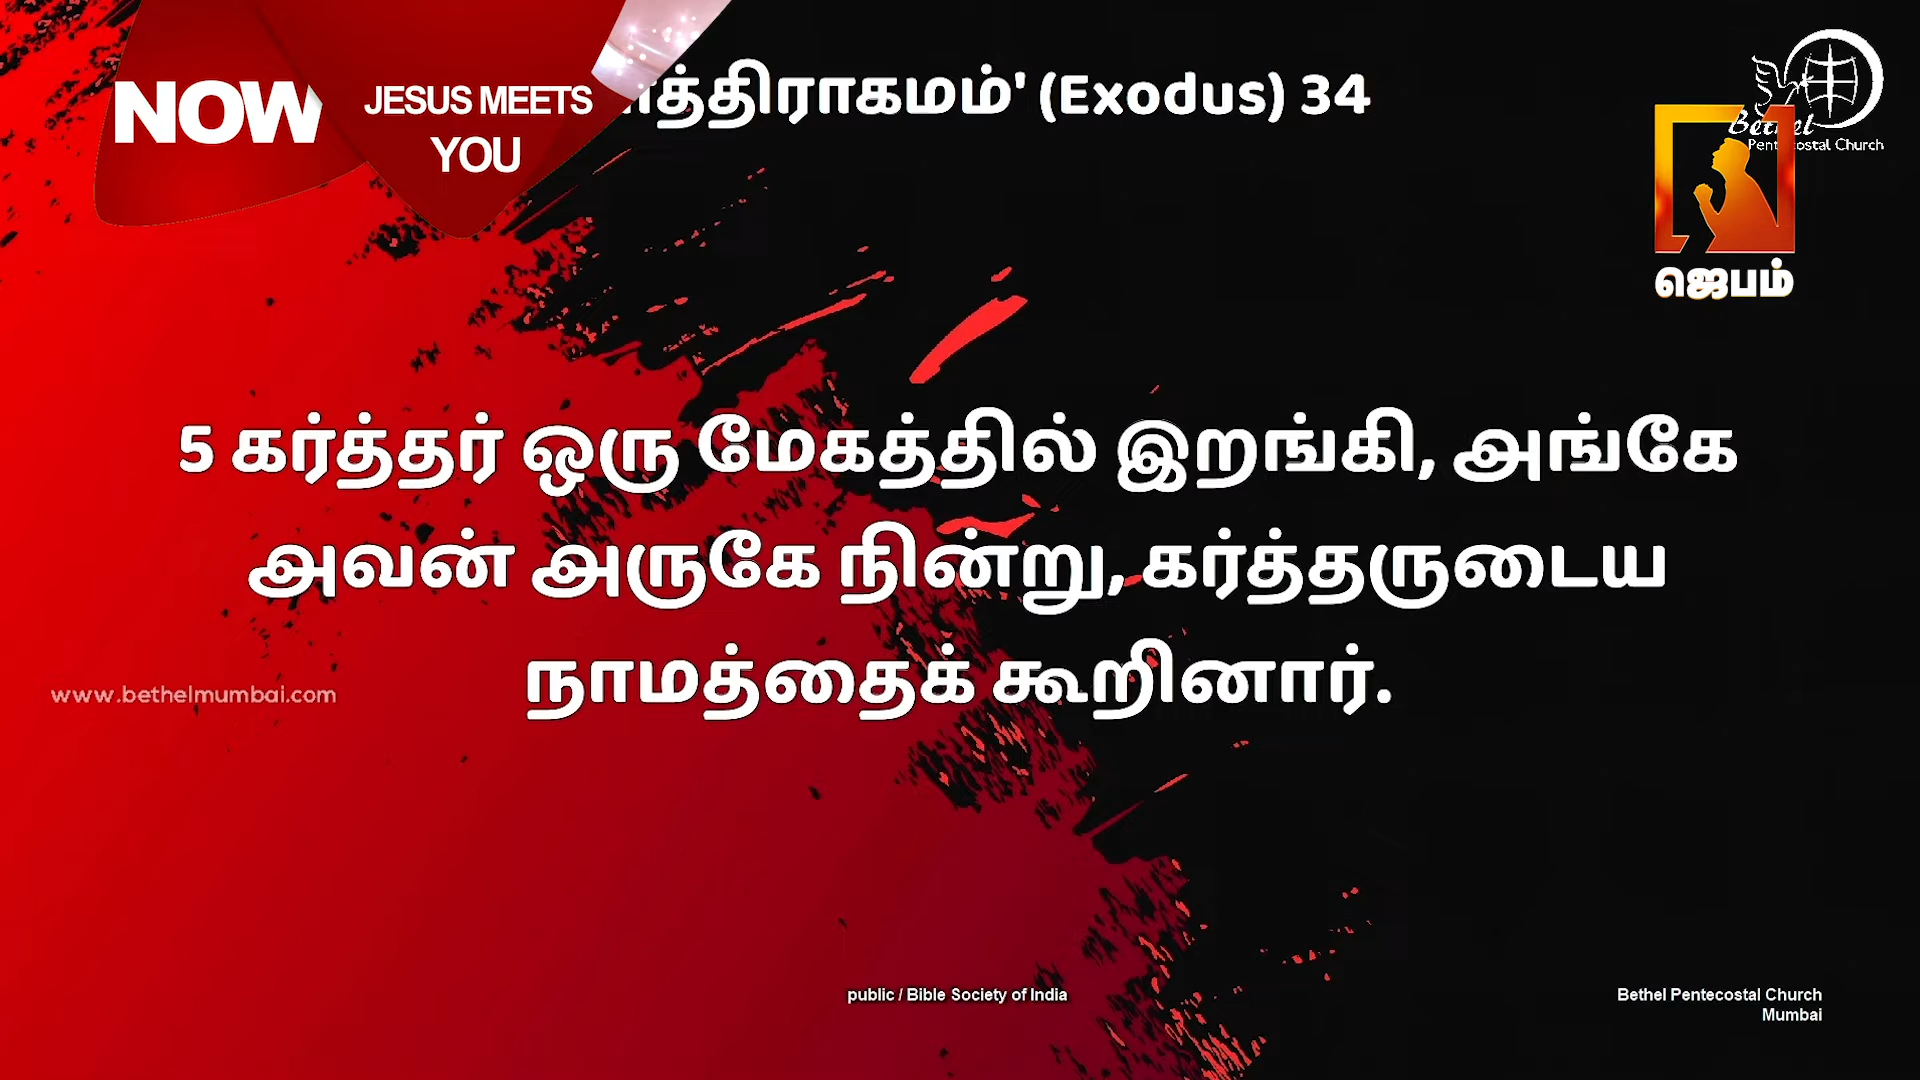 NOW
JESUS MEETS
YOU
த்திராகமம்' (Exodus) 34
Bethel
Pentecostal Church
ஜெபம்
5 கர்த்தர் ஒரு மேகத்தில் இறங்கி, அங்கே
அவன் அருகே நின்று, கர்த்தருடைய
நாமத்தைக் கூறினார்.
www.bethelmumbai.com
public / Bible Society of India
Bethel Pentecostal Church
Mumbai